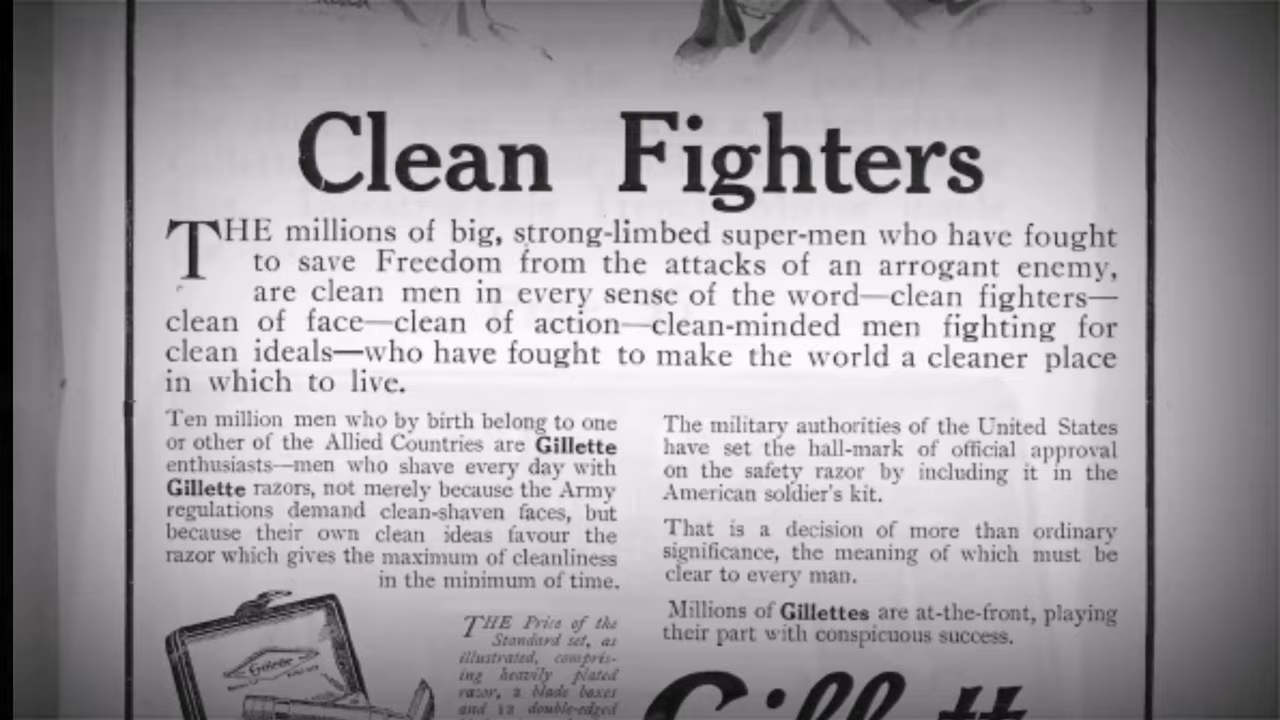 Clean Fighters
THE millions of big, strong-limbed super-men who have fought
to save Freedom from the attacks of an arrogant enemy,
are clean men in every sense of the word—clean fighters—
clean of face—clean of action—clean-minded men fighting for
clean ideals—who have fought to make the world a cleaner place
in which to live.
Ten million men who by birth belong to one
or other of the Allied Countries are Gillette
enthusiasts—men who shave every day with
Gillette razors, not merely because the Army
regulations demand clean-shaven faces, but
because their own clean ideas favour the
razor which gives the maximum of cleanliness
in the minimum of time.
THE Price of the
Standard set, as
illustrated, compris-
ing heavily plated
razor, 2 blade boxes
and 12 double-edged
The military authorities of the United States
have set the hall-mark of official approval
on the safety razor by including it in the
American soldier's kit.
That is a decision of more than ordinary
significance, the meaning of which must be
clear to every man.
Millions of Gillettes are at-the-front, playing
their part with conspicuous success.
Gillette
Gillett